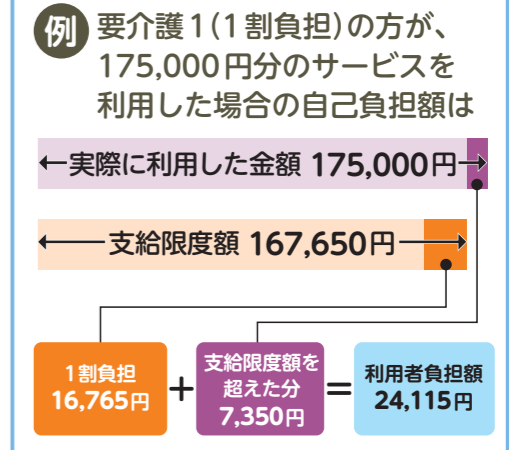 例 要介護1(1割負担)の方が、
175,000円分のサービスを
利用した場合の自己負担額は
実際に利用した金額 175,000円
支給限度額 167,650円
1割負担
16,765円
+
支給限度額を
超えた分
7,350円
=
利用者負担額
24,115円